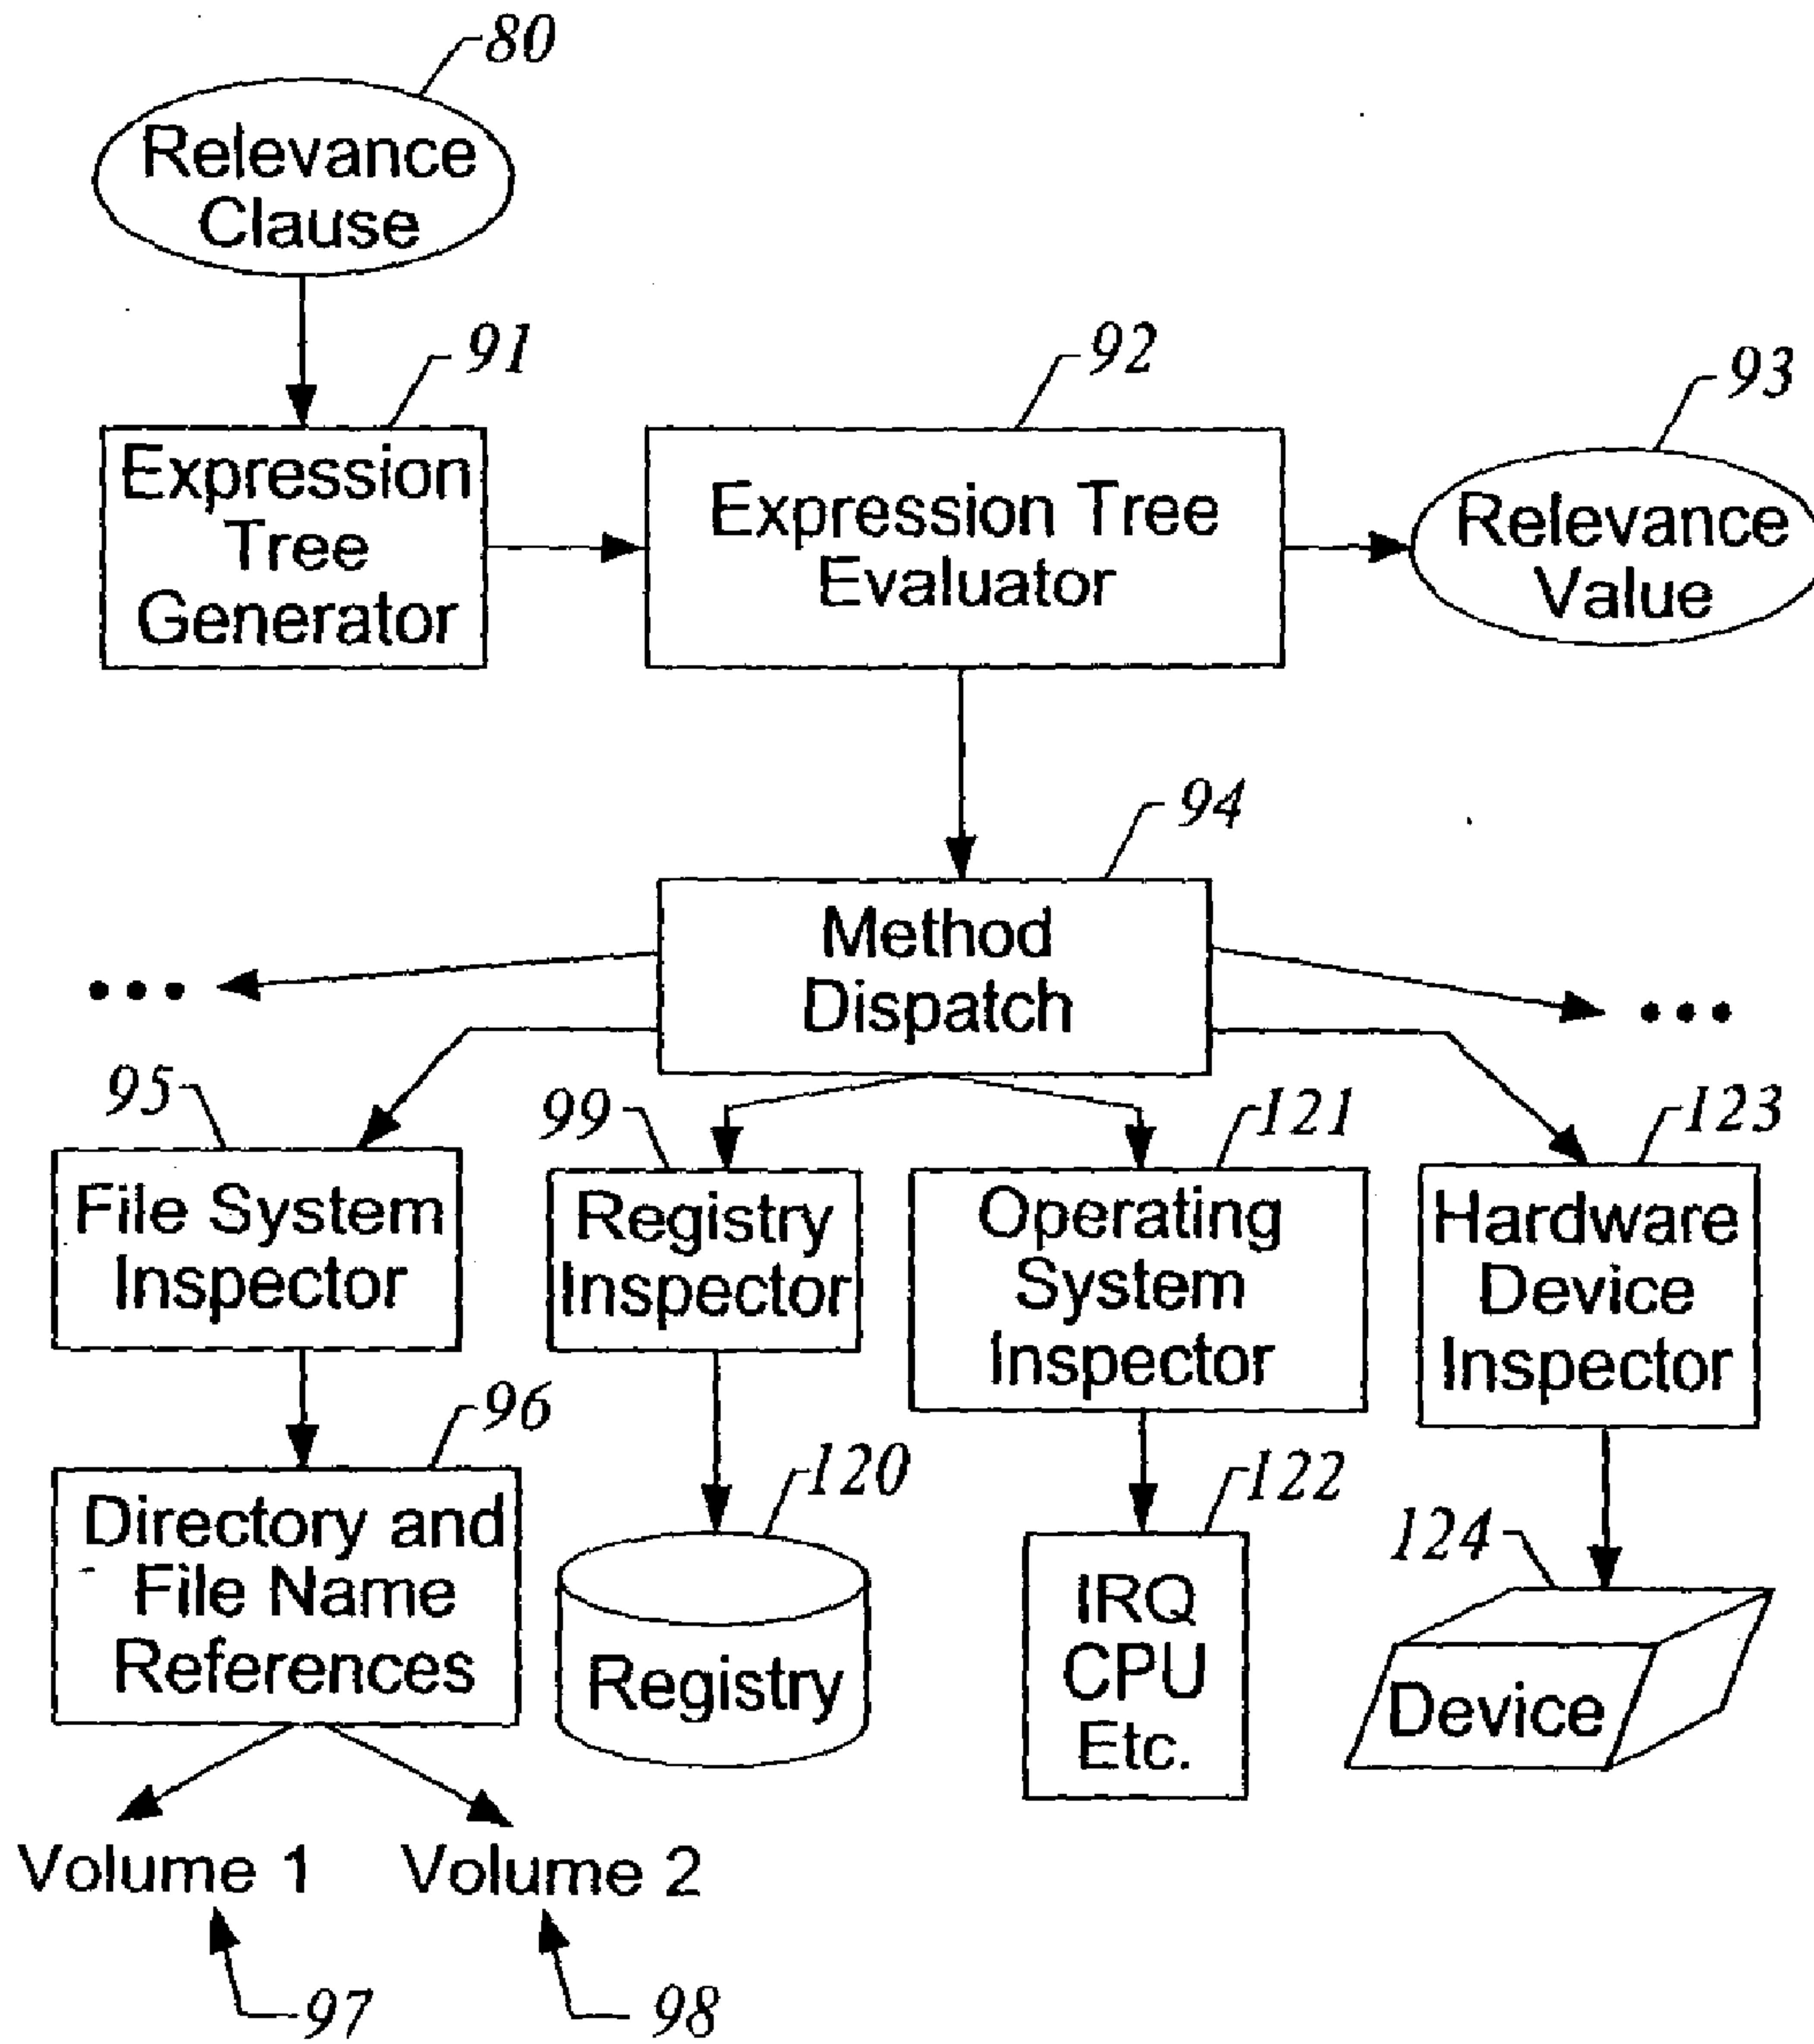 80
Relevance
Clause
91
92
93
Expression
Tree
Generator
Expression Tree
Evaluator
Relevance
Value
94
Method
Dispatch
95
99
121
123
File System
Inspector
Registry
Inspector
Operating
System
Inspector
Hardware
Device
Inspector
96
120
122
124
Directory and
File Name
References
Registry
IRQ
CPU
Etc.
Device
Volume 1
Volume 2
97
98